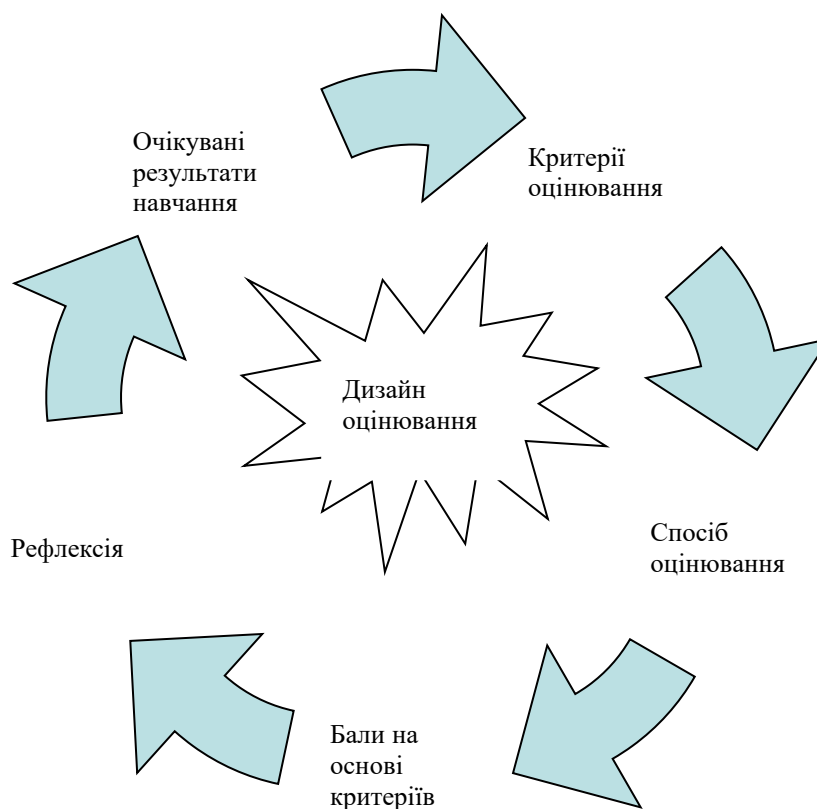 Очікувані
результати
навчання
Критерії
оцінювання
Дизайн
оцінювання
Спосіб
оцінювання
Рефлексія
Бали на
основі
критеріїв